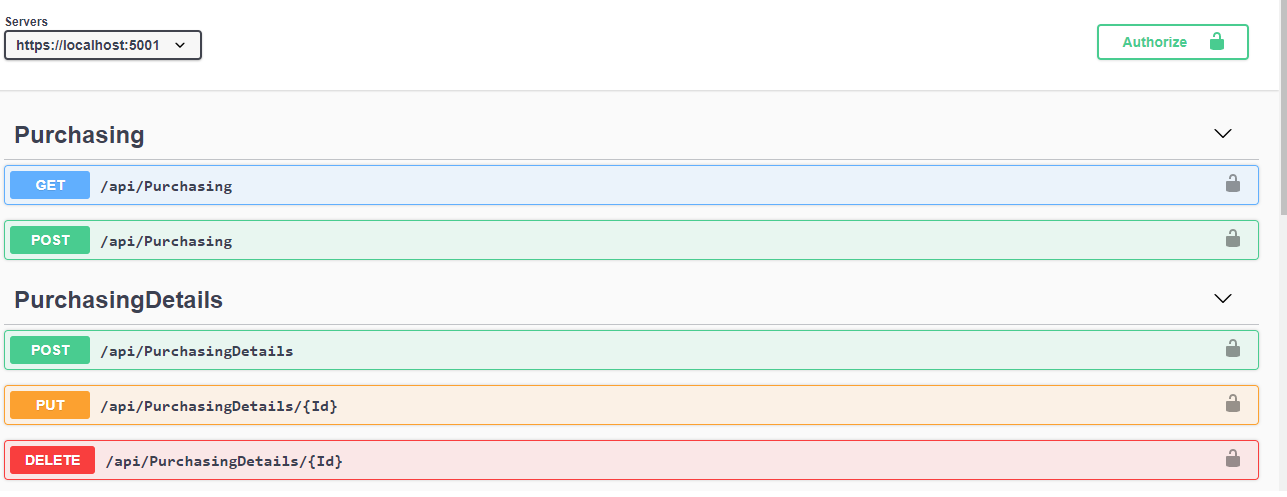 Servers
https://localhost:5001
Authorize
Purchasing
GET /api/Purchasing
POST /api/Purchasing
PurchasingDetails
POST /api/PurchasingDetails
PUT /api/PurchasingDetails/{Id}
DELETE /api/PurchasingDetails/{Id}